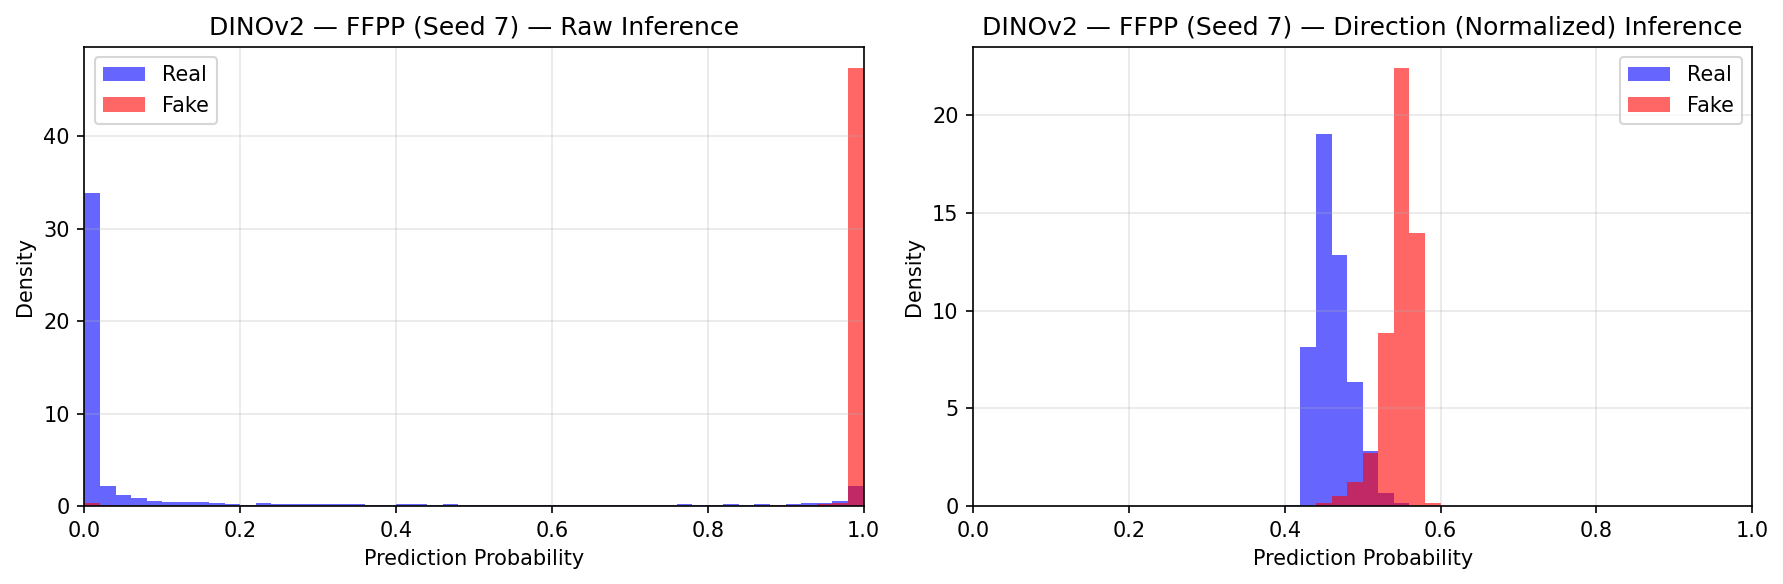 DINOv2 — FFPP (Seed 7) — Raw Inference
Real
Fake
Density
40
30
20
10
0
0.0 0.2 0.4 0.6 0.8 1.0
Prediction Probability
DINOv2 — FFPP (Seed 7) — Direction (Normalized) Inference
Real
Fake
Density
20
15
10
5
0
0.0 0.2 0.4 0.6 0.8 1.0
Prediction Probability